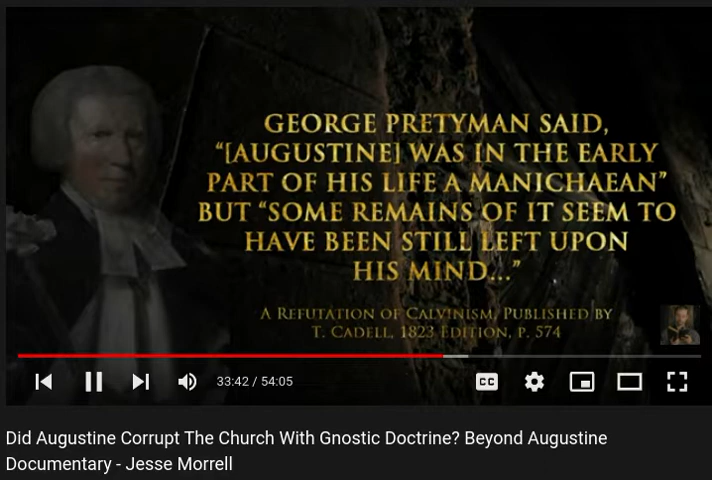 GEORGE PRETYMAN SAID,
“[AUGUSTINE] WAS IN THE EARLY
PART OF HIS LIFE A MANICHAEAN”
BUT “SOME REMAINS OF IT SEEM TO
HAVE BEEN STILL LEFT UPON
HIS MIND...”
A REFUTATION OF CALVINISM, PUBLISHED BY
T. CADELL, 1823 EDITION, P. 574
33:42 / 54:05
CC
Did Augustine Corrupt The Church With Gnostic Doctrine? Beyond Augustine
Documentary - Jesse Morrell